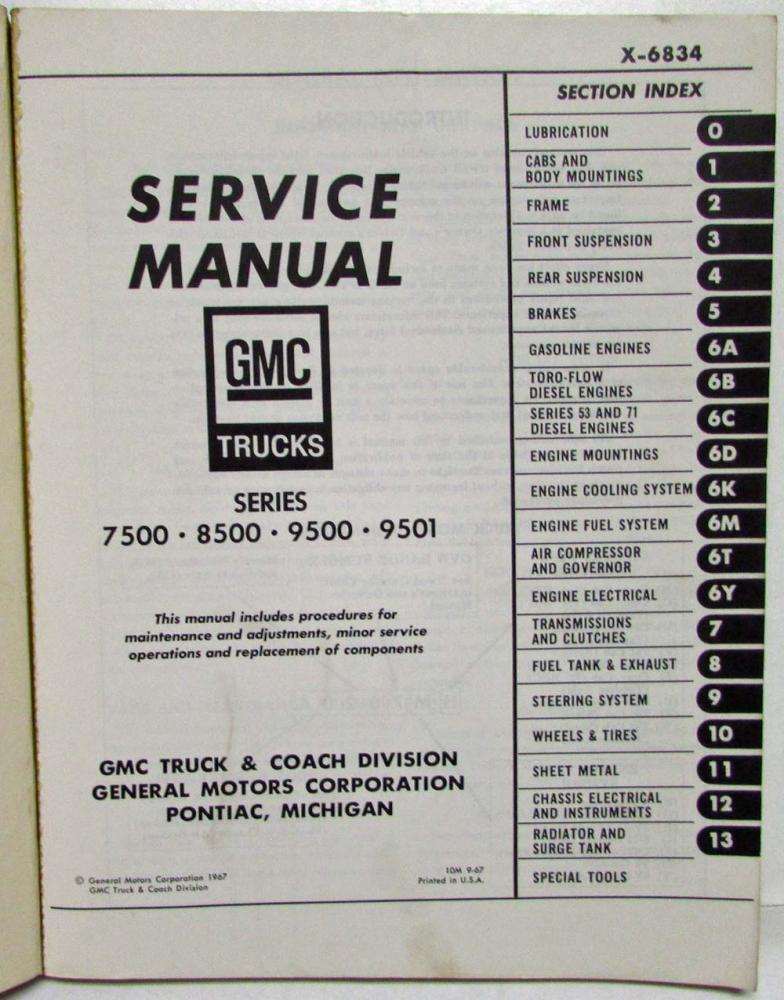 X-6834
SERVICE
MANUAL
GMC
TRUCKS
SERIES
7500 • 8500 • 9500 • 9501
This manual includes procedures for
maintenance and adjustments, minor service
operations and replacement of components
GMC TRUCK & COACH DIVISION
GENERAL MOTORS CORPORATION
PONTIAC, MICHIGAN
© General Motors Corporation 1967
GMC Truck & Coach Division
10M 9-67
Printed in U.S.A.
SECTION INDEX
LUBRICATION 0
CABS AND
BODY MOUNTINGS 1
FRAME 2
FRONT SUSPENSION 3
REAR SUSPENSION 4
BRAKES 5
GASOLINE ENGINES 6A
TORO-FLOW
DIESEL ENGINES 6B
SERIES 53 AND 71
DIESEL ENGINES 6C
ENGINE MOUNTINGS 6D
ENGINE COOLING SYSTEM 6K
ENGINE FUEL SYSTEM 6M
AIR COMPRESSOR
AND GOVERNOR 6T
ENGINE ELECTRICAL 6Y
TRANSMISSIONS
AND CLUTCHES 7
FUEL TANK & EXHAUST 8
STEERING SYSTEM 9
WHEELS & TIRES 10
SHEET METAL 11
CHASSIS ELECTRICAL
AND INSTRUMENTS 12
RADIATOR AND
SURGE TANK 13
SPECIAL TOOLS